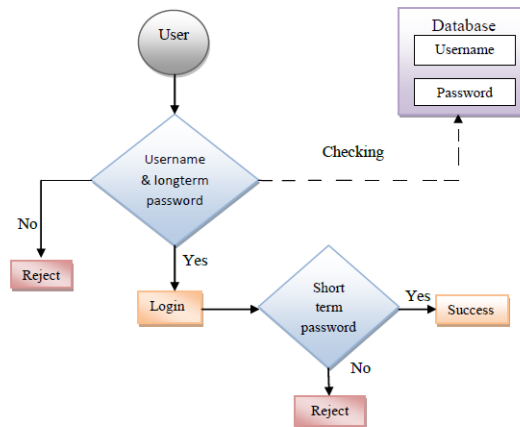 User
Database
Username
Password
Checking
Username
& longterm
password
No
Reject
Yes
Login
Short
term
password
Yes
Success
No
Reject